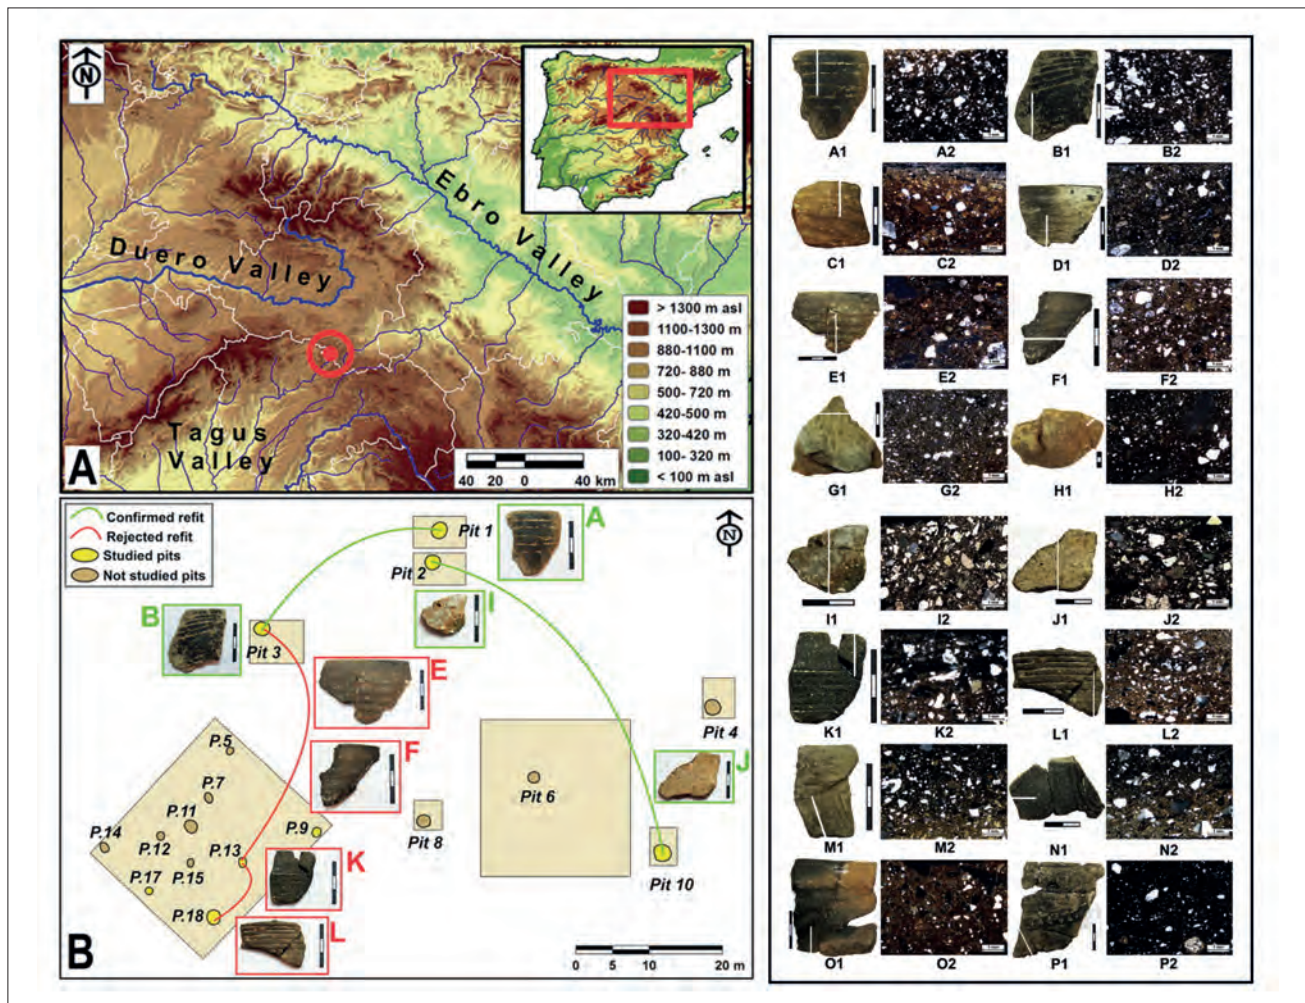 N
Ebro Valley
Duero Valley
Tagus
Valley
> 1300 m asl
1100-1300 m
880-1100 m
720- 880 m
500- 720 m
420-500 m
320-420 m
100- 320 m
< 100 m asl
40 20 0 40 km
A
Confirmed refit
Rejected refit
Studied pits
Not studied pits
N
Pit 1
A
Pit 2
I
B
Pit 3
E
Pit 4
F
J
P.5
P.7
P.11
P.14
P.12
P.9
P.13
Pit 6
Pit 8
K
P.17
P.15
Pit 10
P.18
L
B
0 5 10 20 m
A1 A2 B1 B2
C1 C2 D1 D2
E1 E2 F1 F2
G1 G2 H1 H2
I1 I2 J1 J2
K1 K2 L1 L2
M1 M2 N1 N2
O1 O2 P1 P2